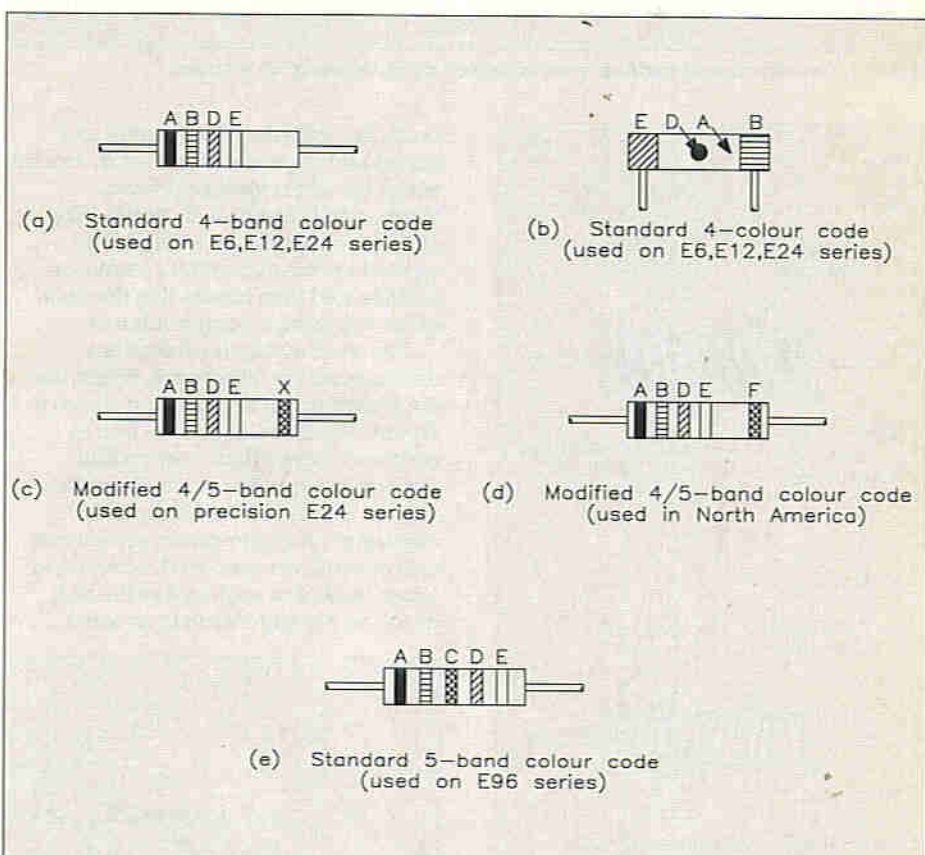 A B D E
E D A B
(a) Standard 4-band colour code
(used on E6,E12,E24 series)
(b) Standard 4-colour code
(used on E6,E12,E24 series)
A B D E X
A B D E F
(c) Modified 4/5-band colour code
(used on precision E24 series)
(d) Modified 4/5-band colour code
(used in North America)
A B C D E
(e) Standard 5-band colour code
(used on E96 series)